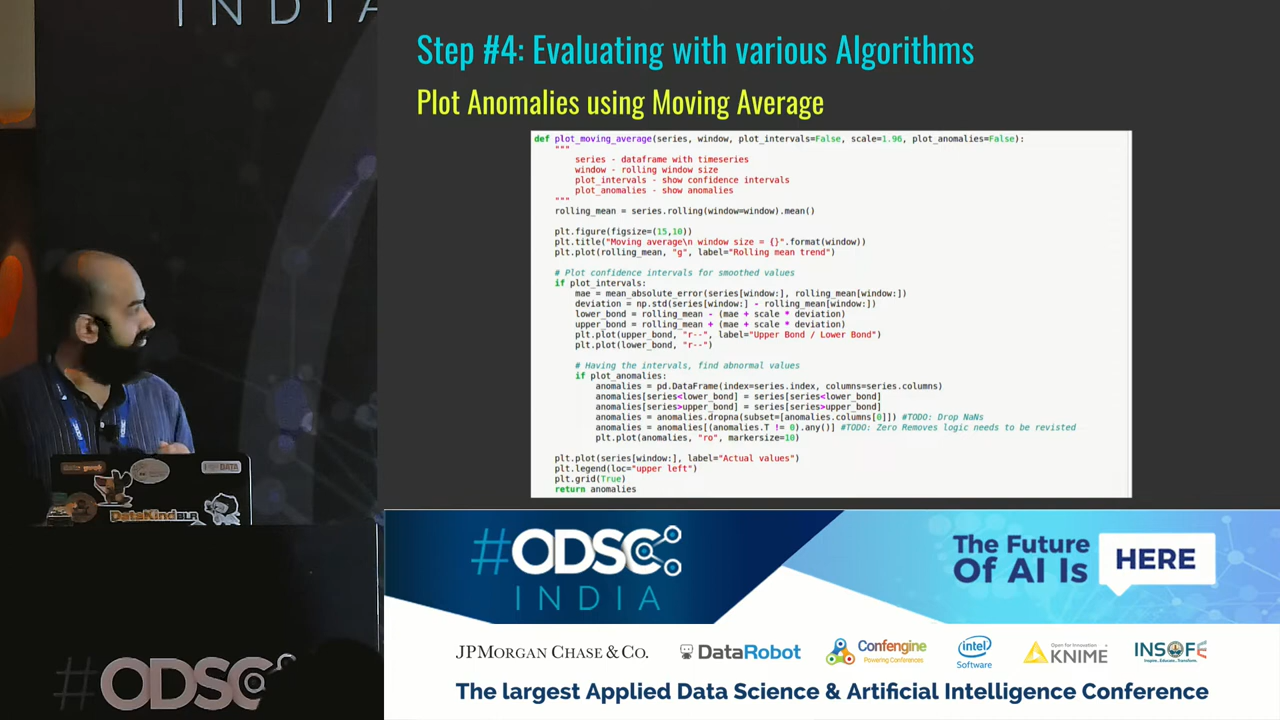 INDIA
Step #4: Evaluating with various Algorithms
Plot Anomalies using Moving Average
def plot_moving_average(series, window, plot_intervals=False, scale=1.96, plot_anomalies=False):
"""
series - dataframe with timeseries
window - rolling window size
plot_intervals - show confidence intervals
plot_anomalies - show anomalies
"""
rolling_mean = series.rolling(window=window).mean()
plt.figure(figsize=(15,10))
plt.title("Moving average\n window size = {}".format(window))
plt.plot(rolling_mean, "g", label="Rolling mean trend")
# Plot confidence intervals for smoothed values
if plot_intervals:
mae = mean_absolute_error(series[window:], rolling_mean[window:])
deviation = np.std(series[window:] - rolling_mean[window:])
lower_bond = rolling_mean - (mae + scale * deviation)
upper_bond = rolling_mean + (mae + scale * deviation)
plt.plot(upper_bond, "r--", label="Upper Bond / Lower Bond")
plt.plot(lower_bond, "r--")
# Having the intervals, find abnormal values
if plot_anomalies:
anomalies = pd.DataFrame(index=series.index, columns=series.columns)
anomalies[series<lower_bond] = series[series<lower_bond]
anomalies[series>upper_bond] = series[series>upper_bond]
anomalies = anomalies.dropna(subset=[anomalies.columns[0]]) #TODO: Drop NaNs
anomalies = anomalies[(anomalies.T != 0).any()] #TODO: Zero Removes logic needs to be revisted
plt.plot(anomalies, "ro", markersize=10)
plt.plot(series[window:], label="Actual values")
plt.legend(loc="upper left")
plt.grid(True)
return anomalies
DATA
DataKindBLR
#ODSC
#ODSC
INDIA
The Future
Of AI Is
HERE
JPMORGAN CHASE & CO.
DataRobot
Confengine
Powering Conferences
intel
Software
Open for Innovation
KNIME
INSOFE
Inspire...Educate...Transform.
The largest Applied Data Science & Artificial Intelligence Conference